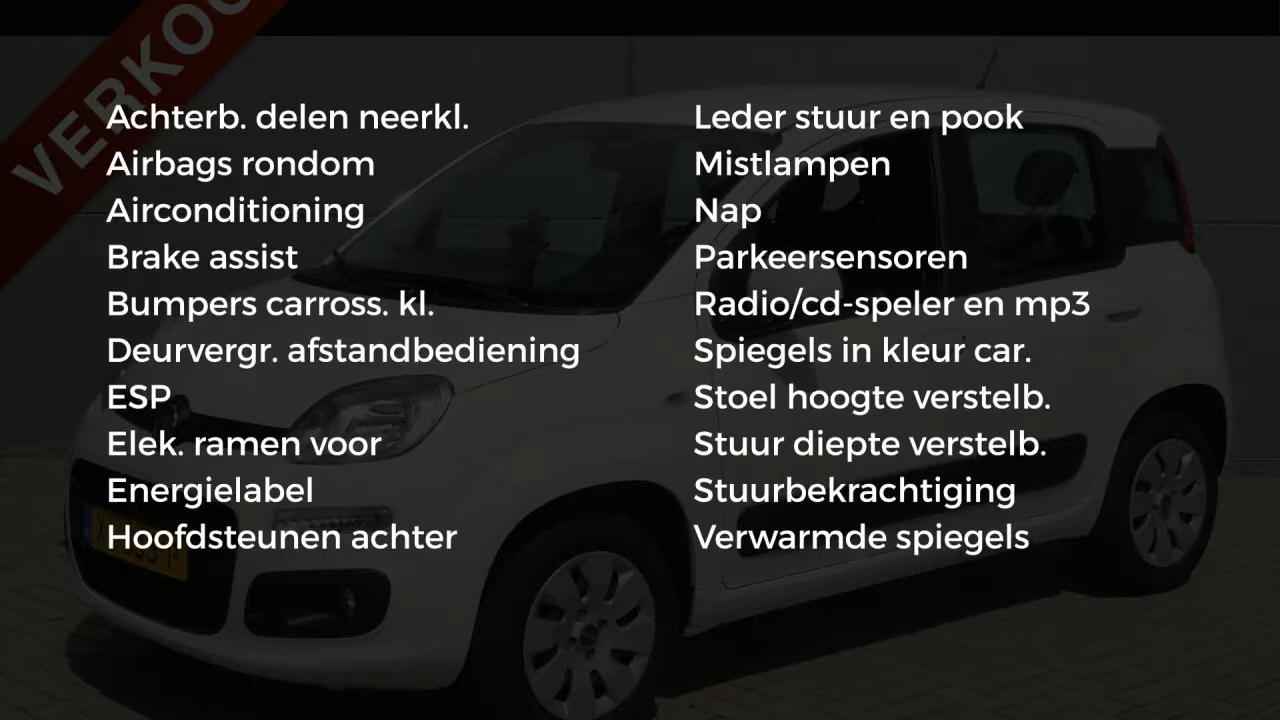 VERKOO
Achterb. delen neerkl.
Airbags rondom
Airconditioning
Brake assist
Bumpers carross. kl.
Deurvergr. afstandbediening
ESP
Elek. ramen voor
Energielabel
Hoofdsteunen achter
Leder stuur en pook
Mistlampen
Nap
Parkeersensoren
Radio/cd-speler en mp3
Spiegels in kleur car.
Stoel hoogte verstelb.
Stuur diepte verstelb.
Stuurbekrachtiging
Verwarmde spiegels